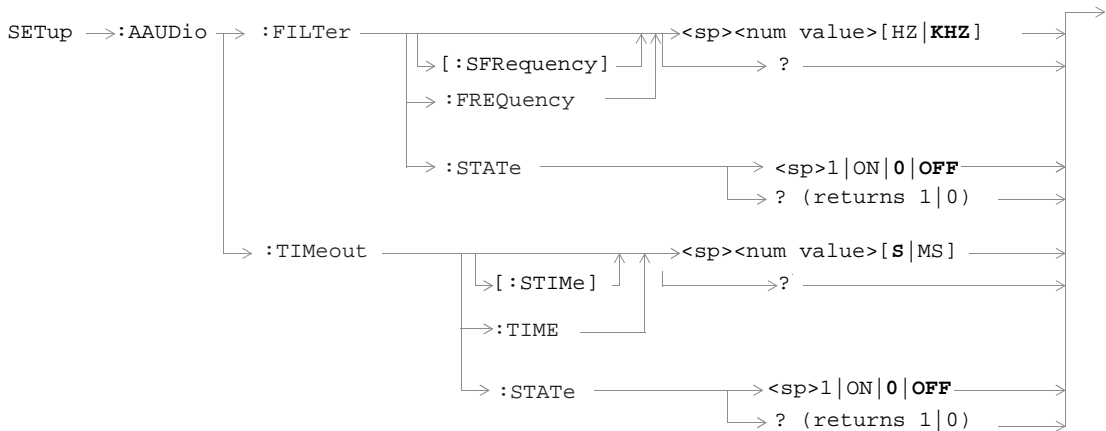 SETup :AAUDio :FILTer <sp><num value>[HZ|KHZ]
[:SFRequency] ?
:FREQuency
:STATe <sp>1|ON|0|OFF
? (returns 1|0)
:TIMeout <sp><num value>[S|MS]
[:STIMe] ?
:TIME
:STATe <sp>1|ON|0|OFF
? (returns 1|0)